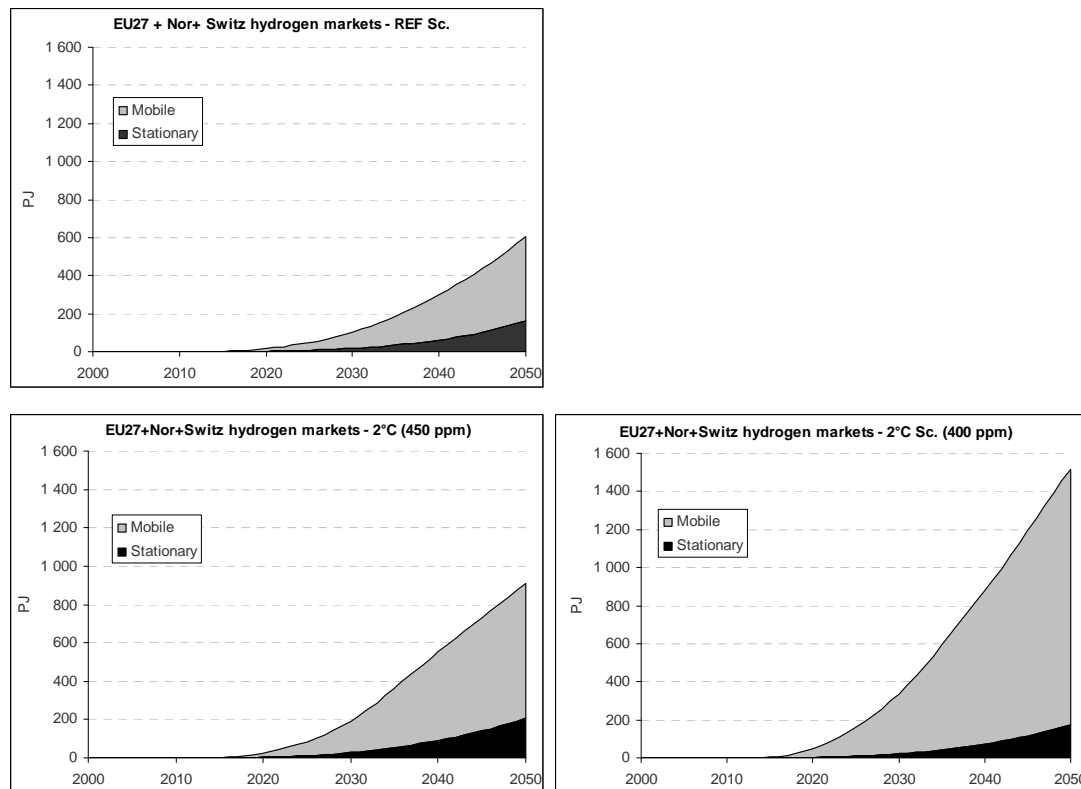 EU27 + Nor+ Switz hydrogen markets - REF Sc.
1 600
1 400
1 200
1 000
800
600
400
200
0
PJ
Mobile
Stationary
2000 2010 2020 2030 2040 2050
EU27+Nor+Switz hydrogen markets - 2°C (450 ppm)
1 600
1 400
1 200
1 000
800
600
400
200
0
PJ
Mobile
Stationary
2000 2010 2020 2030 2040 2050
EU27+Nor+Switz hydrogen markets - 2°C Sc. (400 ppm)
1 600
1 400
1 200
1 000
800
600
400
200
0
PJ
Mobile
Stationary
2000 2010 2020 2030 2040 2050